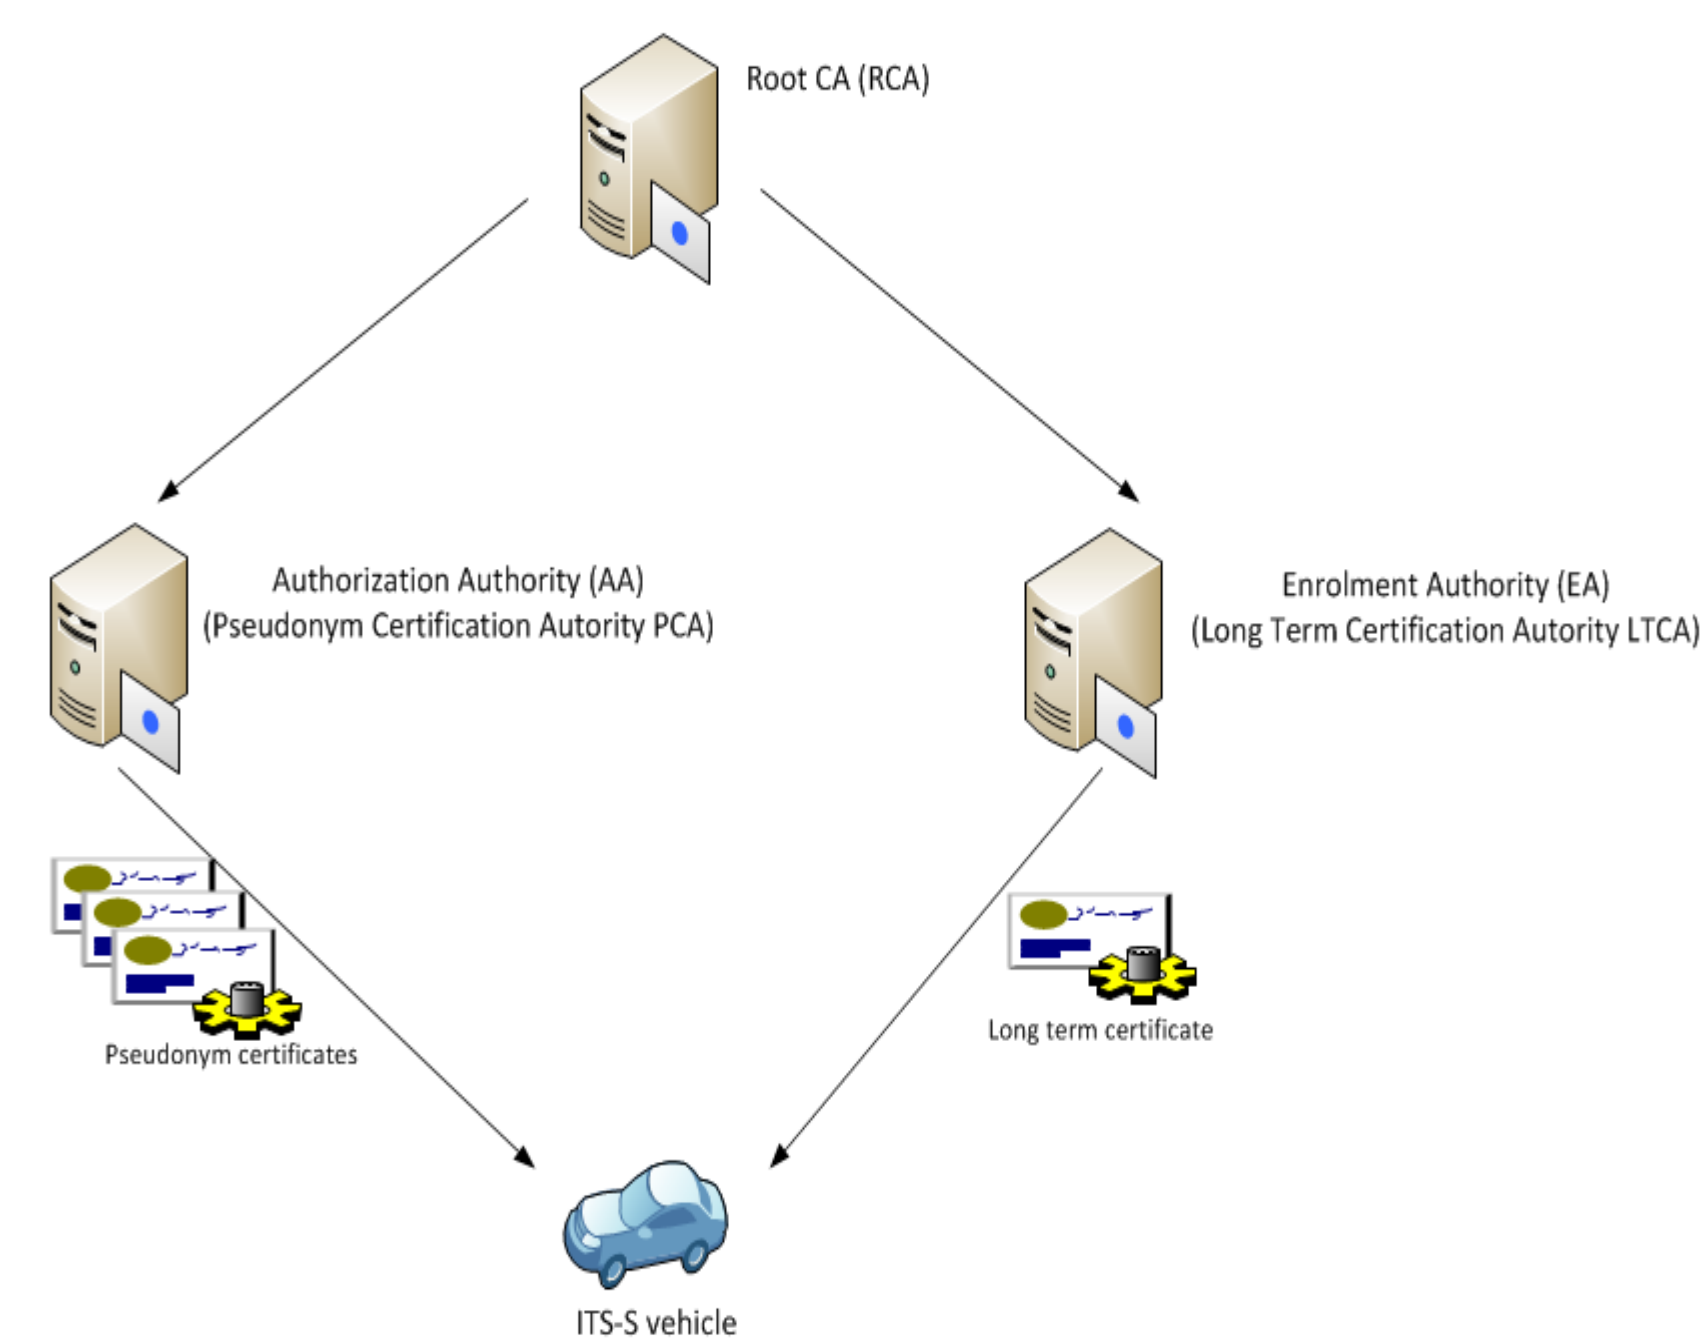 Root CA (RCA)
Authorization Authority (AA)
(Pseudonym Certification Autority PCA)
Enrolment Authority (EA)
(Long Term Certification Autority LTCA)
Pseudonym certificates
Long term certificate
ITS-S vehicle